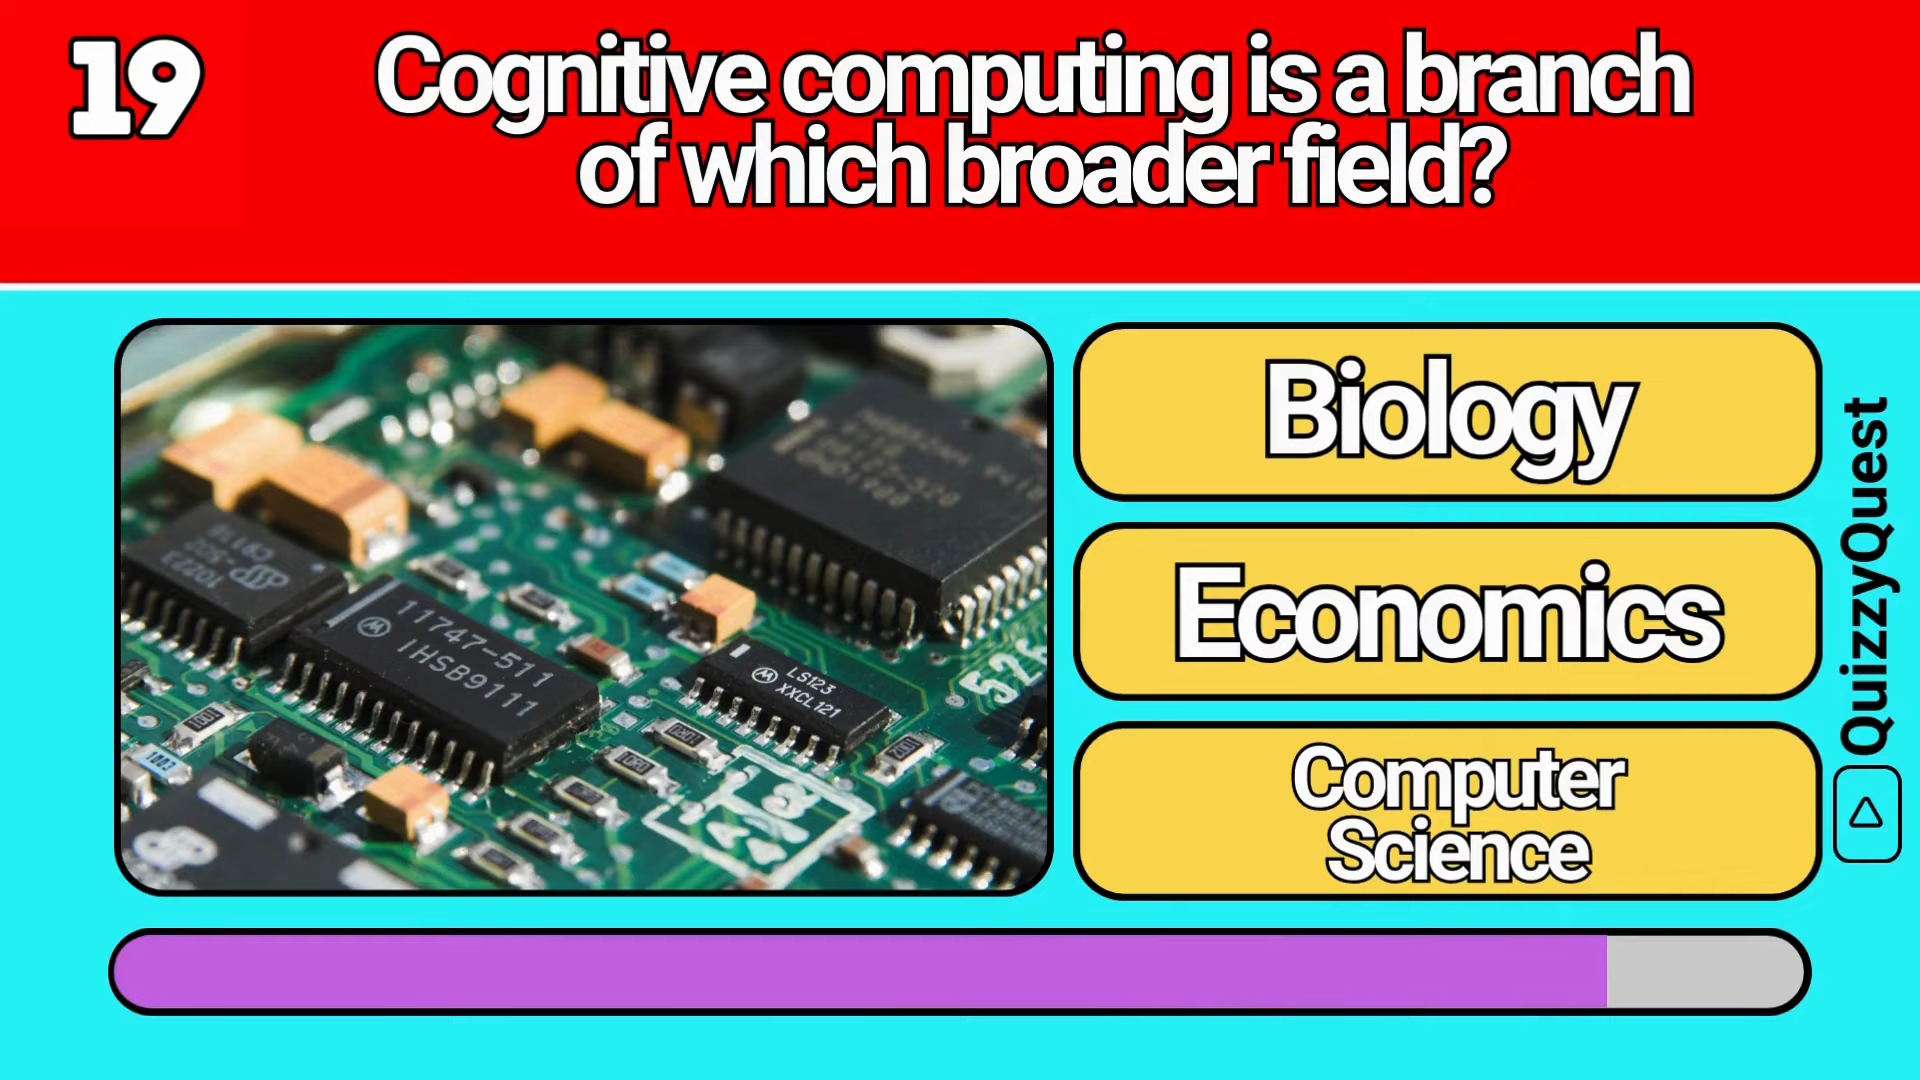 19
Cognitive computing is a branch
of which broader field?
Biology
Economics
Computer
Science
QuizzyQuest
11747-511
IHSB9111
LS123
XXCL121
526